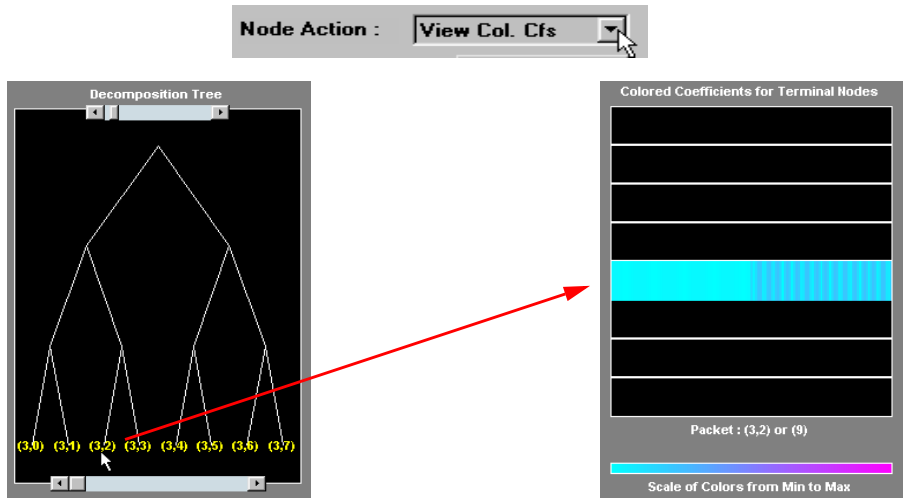 Node Action : View Col. Cfs
Decomposition Tree
(3,0) (3,1) (3,2) (3,3) (3,4) (3,5) (3,6) (3,7)
Colored Coefficients for Terminal Nodes
Packet : (3,2) or (9)
Scale of Colors from Min to Max